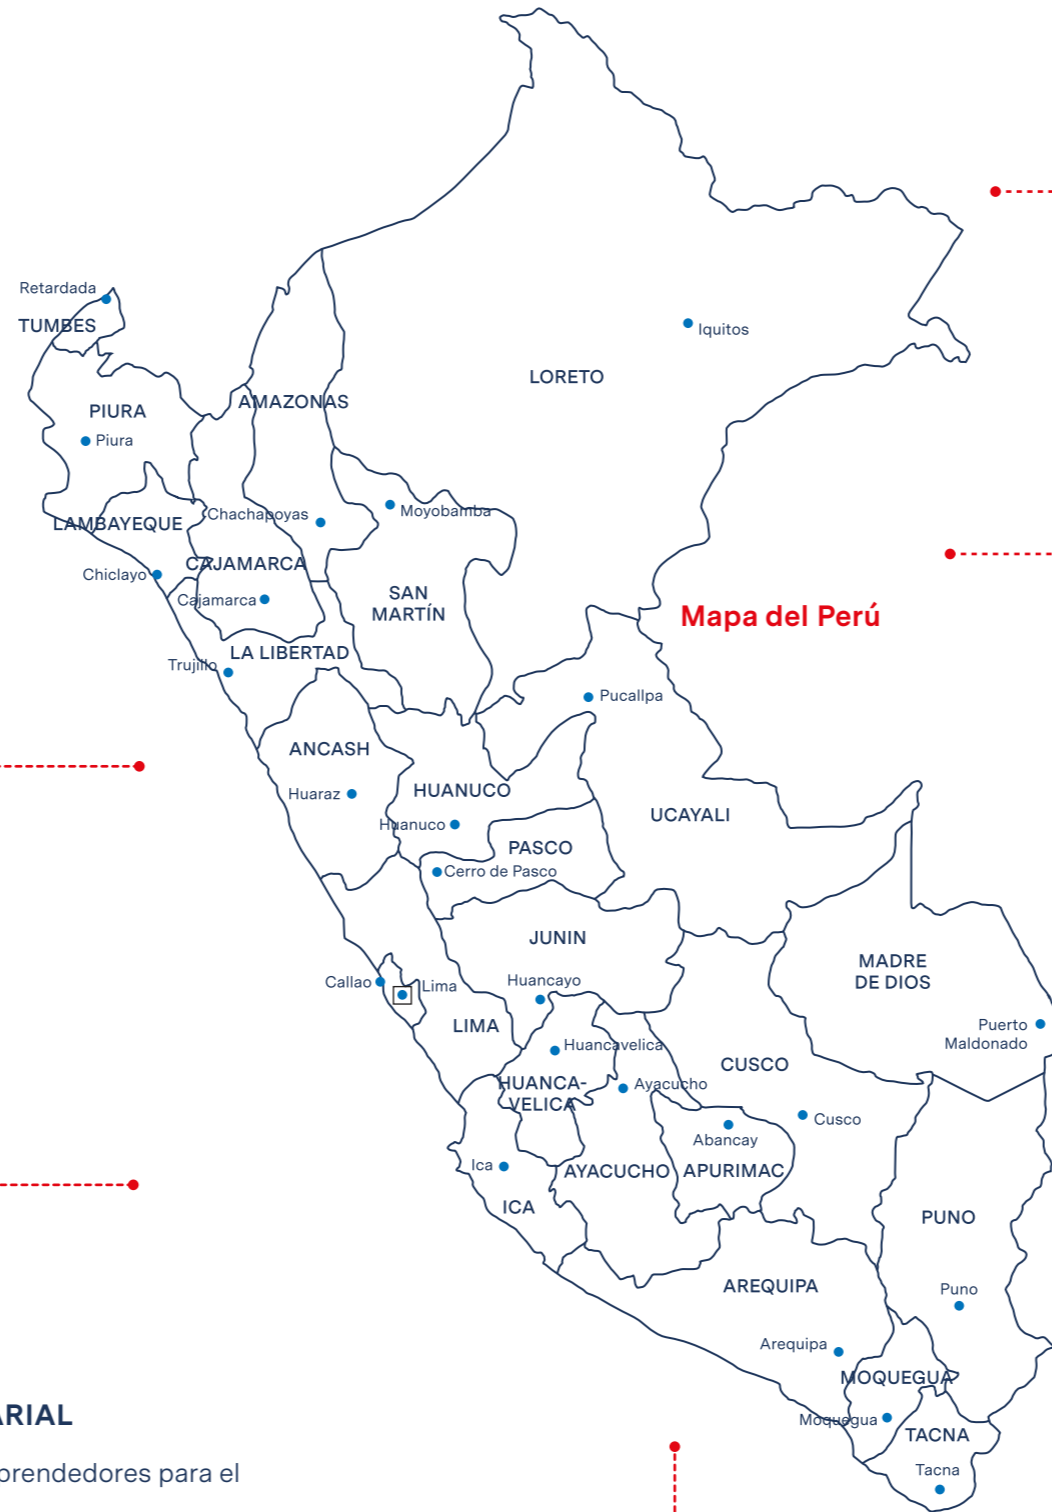 Retardada
TUMBES
Iquitos
LORETO
AMAZONAS
PIURA
Piura
Moyobamba
Chachapoyas
LAMBAYEQUE
CAJAMARCA
Chiclayo
SAN
MARTÍN
Cajamarca
Mapa del Perú
LA LIBERTAD
Trujillo
Pucallpa
ANCASH
HUANUCO
Huaraz
UCAYALI
Huanuco
PASCO
Cerro de Pasco
JUNIN
MADRE
DE DIOS
Huancayo
Callao
Lima
LIMA
Puerto
Maldonado
Huancavelica
CUSCO
HUANCA-
VELICA
Ayacucho
Cusco
Abancay
Ica
AYACUCHO
APURIMAC
ICA
PUNO
AREQUIPA
Puno
Arequipa
MOQUEGUA
Moquegua
ARIAL
TACNA
Tacna
prendedores para el